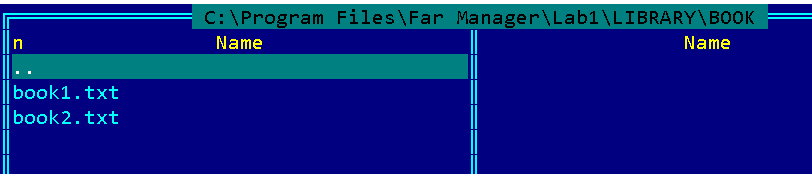 C:\Program Files\Far Manager\Lab1\LIBRARY\BOOK
n Name Name
..
book1.txt
book2.txt